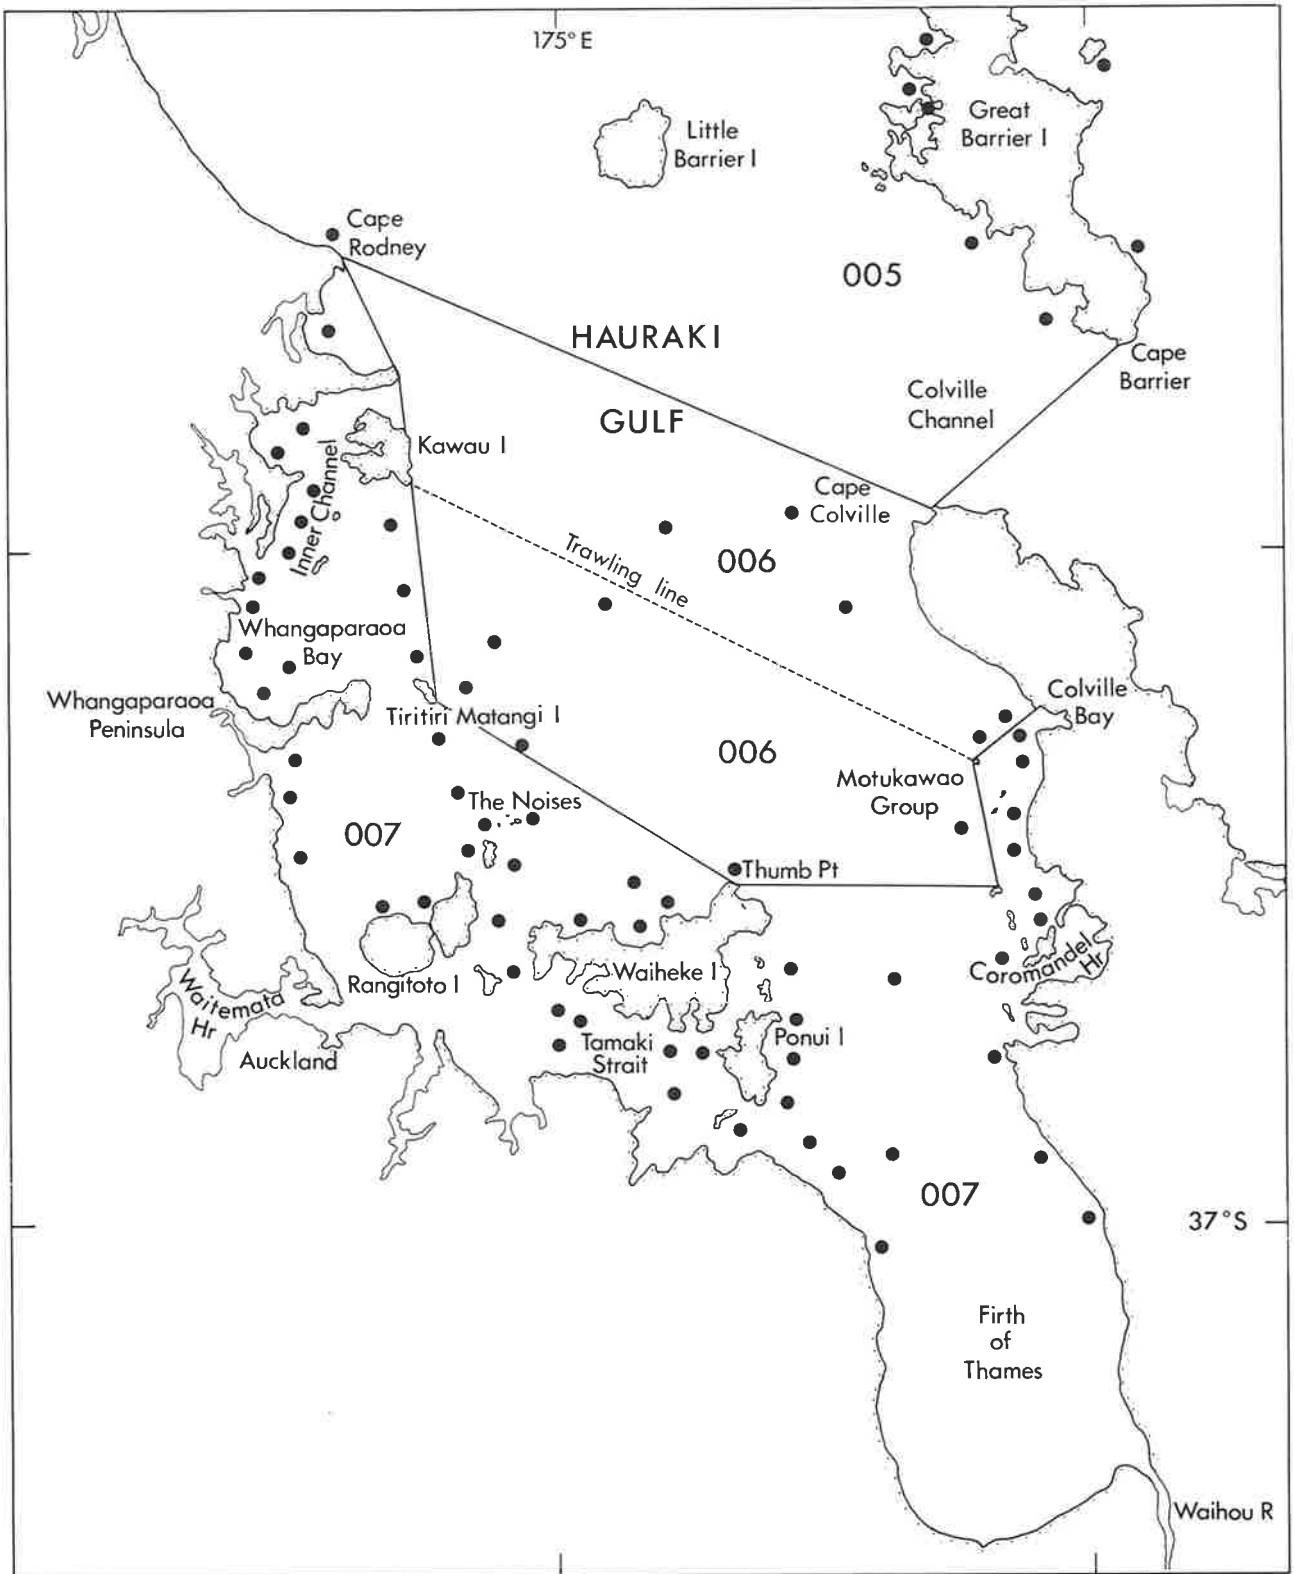 175°E
Great
Barrier I
Little
Barrier I
Cape
Rodney
005
HAURAKI
GULF
Cape
Barrier
Colville
Channel
Kawau I
Inner Channel
Cape
Colville
Trawling line
006
Whangaparaoa
Bay
Colville
Bay
Whangaparaoa
Peninsula
Tiritiri Matangi I
006
Motukawao
Group
The Noises
007
Thumb Pt
Coromandel
Hr
Waiheke I
Rangitoto I
Waitemata
Hr
Auckland
Tamaki
Strait
Ponui I
007
37°S
Firth
of
Thames
Waihou R